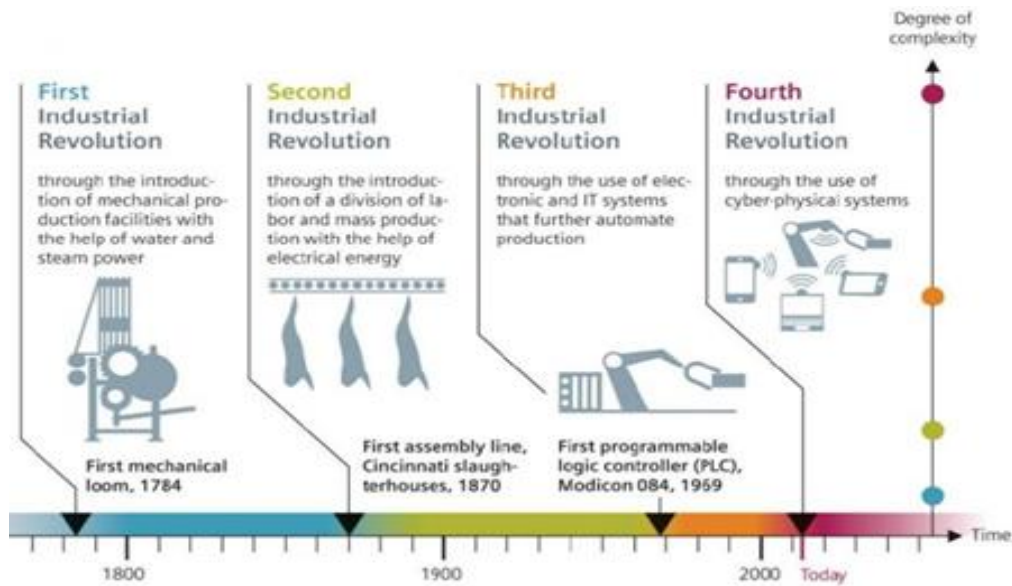 Degree of
complexity
First
Industrial
Revolution
through the introduc-
tion of mechanical pro-
duction facilities with
the help of water and
steam power
First mechanical
loom, 1784
Second
Industrial
Revolution
through the introduc-
tion of a division of la-
bor and mass produc-
tion with the help of
electrical energy
First assembly line,
Cincinnati slaugh-
terhouses, 1870
Third
Industrial
Revolution
through the use of elec-
tronic and IT systems
that further automate
production
First programmable
logic controller (PLC),
Modicon 084, 1969
Fourth
Industrial
Revolution
through the use of
cyber-physical systems
Time
1800
1900
2000
Today